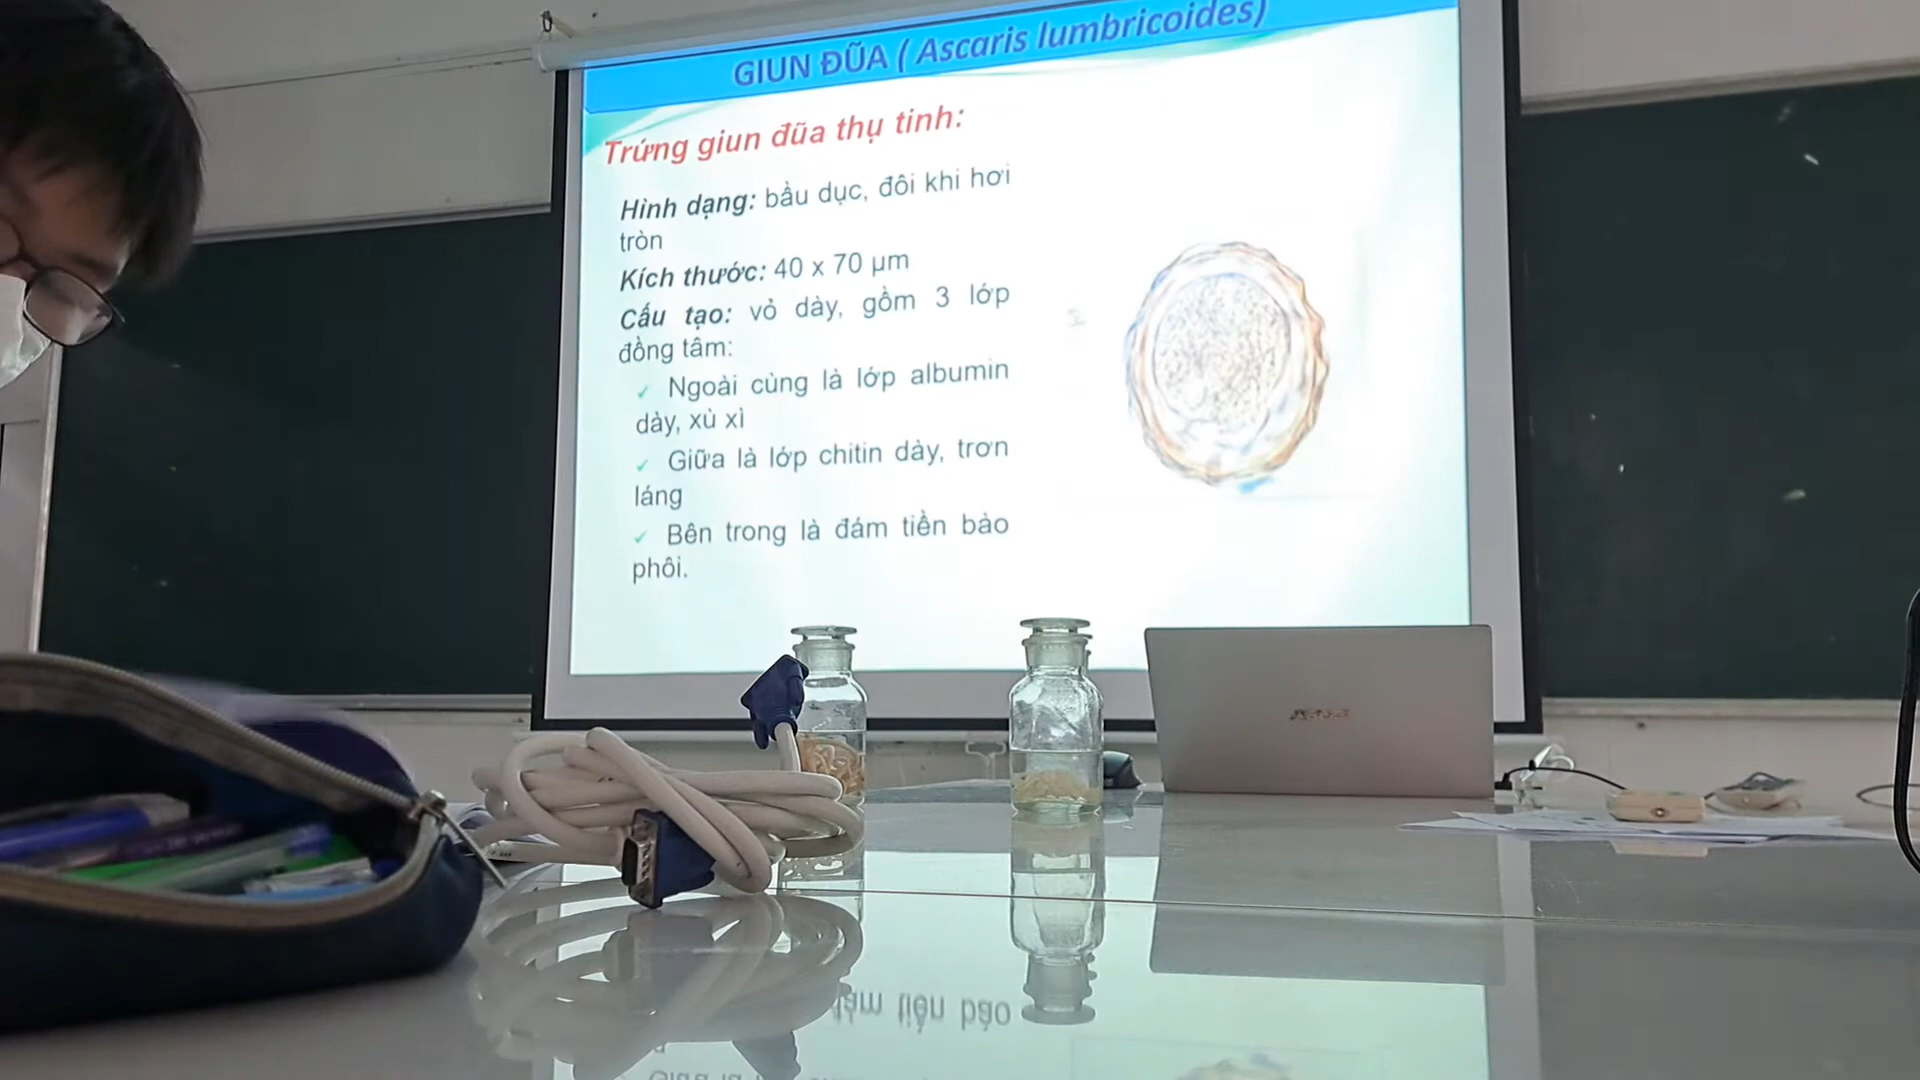 GIUN ĐŨA ( Ascaris lumbricoides)
Trứng giun đũa thụ tinh:
Hình dạng: bầu dục, đôi khi hơi
tròn
Kích thước: 40 x 70 µm
Cấu tạo: vỏ dày, gồm 3 lớp
đồng tâm:
✓ Ngoài cùng là lớp albumin
dày, xù xì
✓ Giữa là lớp chitin dày, trơn
láng
✓ Bên trong là đám tiền bào
phôi.